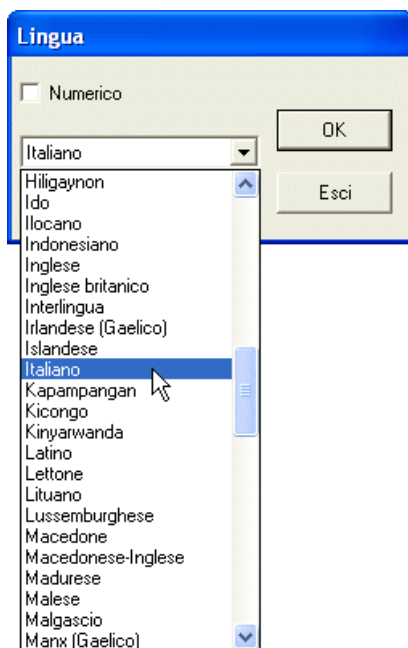 Lingua
Numerico
OK
Italiano
Esci
Hiligaynon
Ido
Ilocano
Indonesiano
Inglese
Inglese britanico
Interlingua
Irlandese (Gaelico)
Islandese
Italiano
Kapampangan
Kicongo
Kinyarwanda
Latino
Lettone
Lituano
Lussemburghese
Macedone
Macedonese-Inglese
Madurese
Malese
Malgascio
Manx (Gaelico)